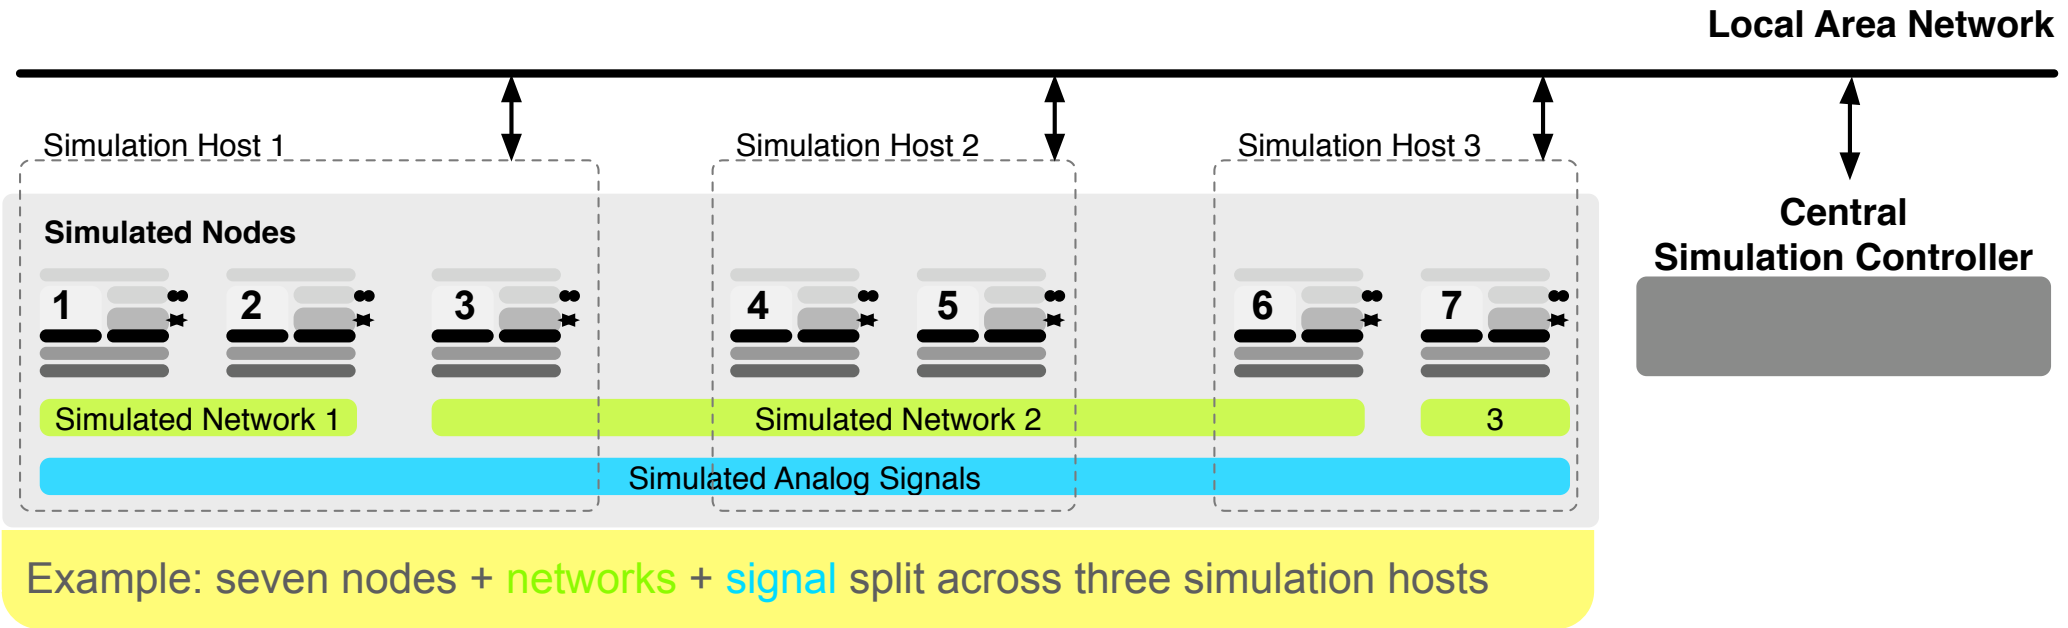 Local Area Network
Simulation Host 1
Simulation Host 2
Simulation Host 3
Central
Simulation Controller
Simulated Nodes
1
2
3
4
5
6
7
Simulated Network 1
Simulated Network 2
3
Simulated Analog Signals
Example: seven nodes + networks + signal split across three simulation hosts